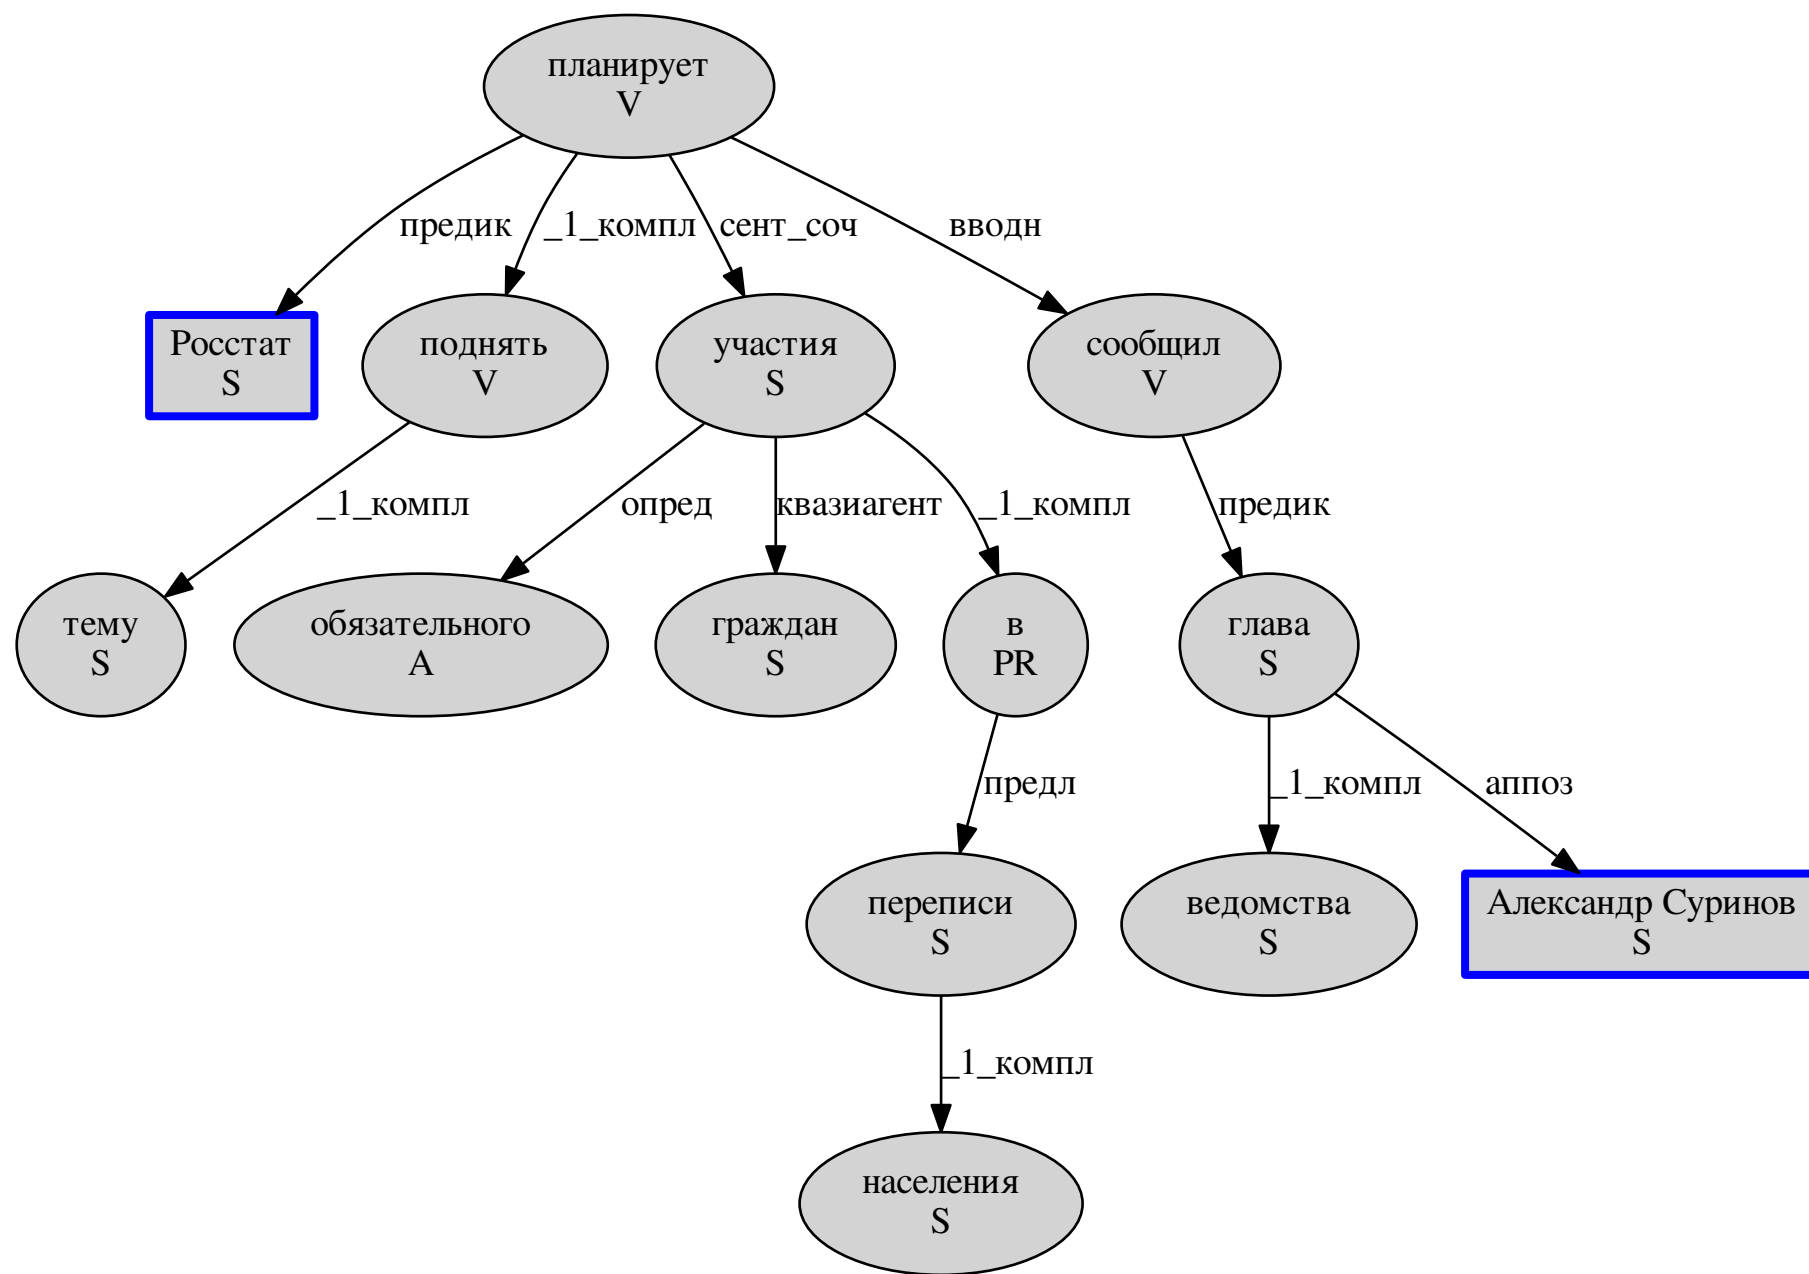 планирует
V
предик
_1_компл
сент_соч
вводн
Росстат
S
поднять
V
участия
S
сообщил
V
_1_компл
опред
квазиагент
_1_компл
предик
тему
S
обязательного
A
граждан
S
в
PR
глава
S
предл
_1_компл
аппоз
переписи
S
ведомства
S
Александр Суринов
S
_1_компл
населения
S